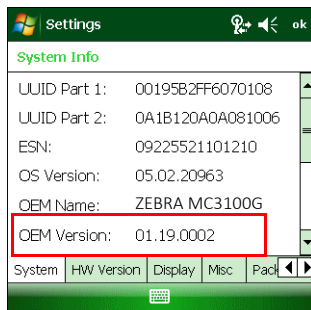 Settings ok
System Info
UUID Part 1: 00195B2FF6070108
UUID Part 2: 0A1B120A0A081006
ESN: 09225521101210
OS Version: 05.02.20963
OEM Name: ZEBRA MC3100G
OEM Version: 01.19.0002
System HW Version Display Misc Pack